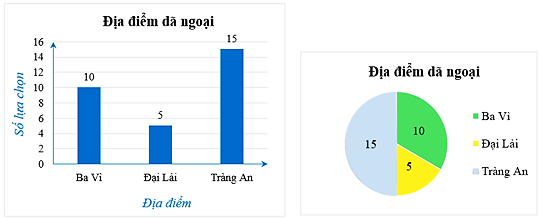 Địa điểm dã ngoại
Số lựa chọn
16
14
12
10
8
6
4
2
0
10
5
15
Ba Vì
Đại Lải
Tràng An
Địa điểm
Địa điểm dã ngoại
15
10
5
Ba Vì
Đại Lải
Tràng An